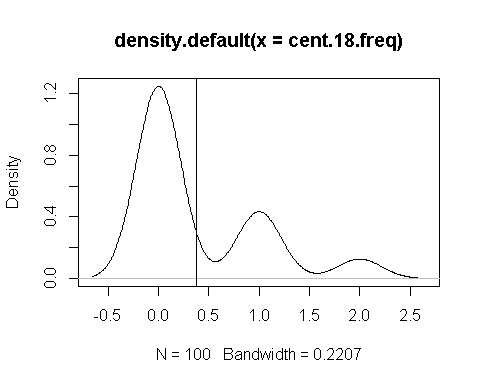 density.default(x = cent.18.freq)
Density
1.2
0.8
0.4
0.0
-0.5 0.0 0.5 1.0 1.5 2.0 2.5
N = 100 Bandwidth = 0.2207